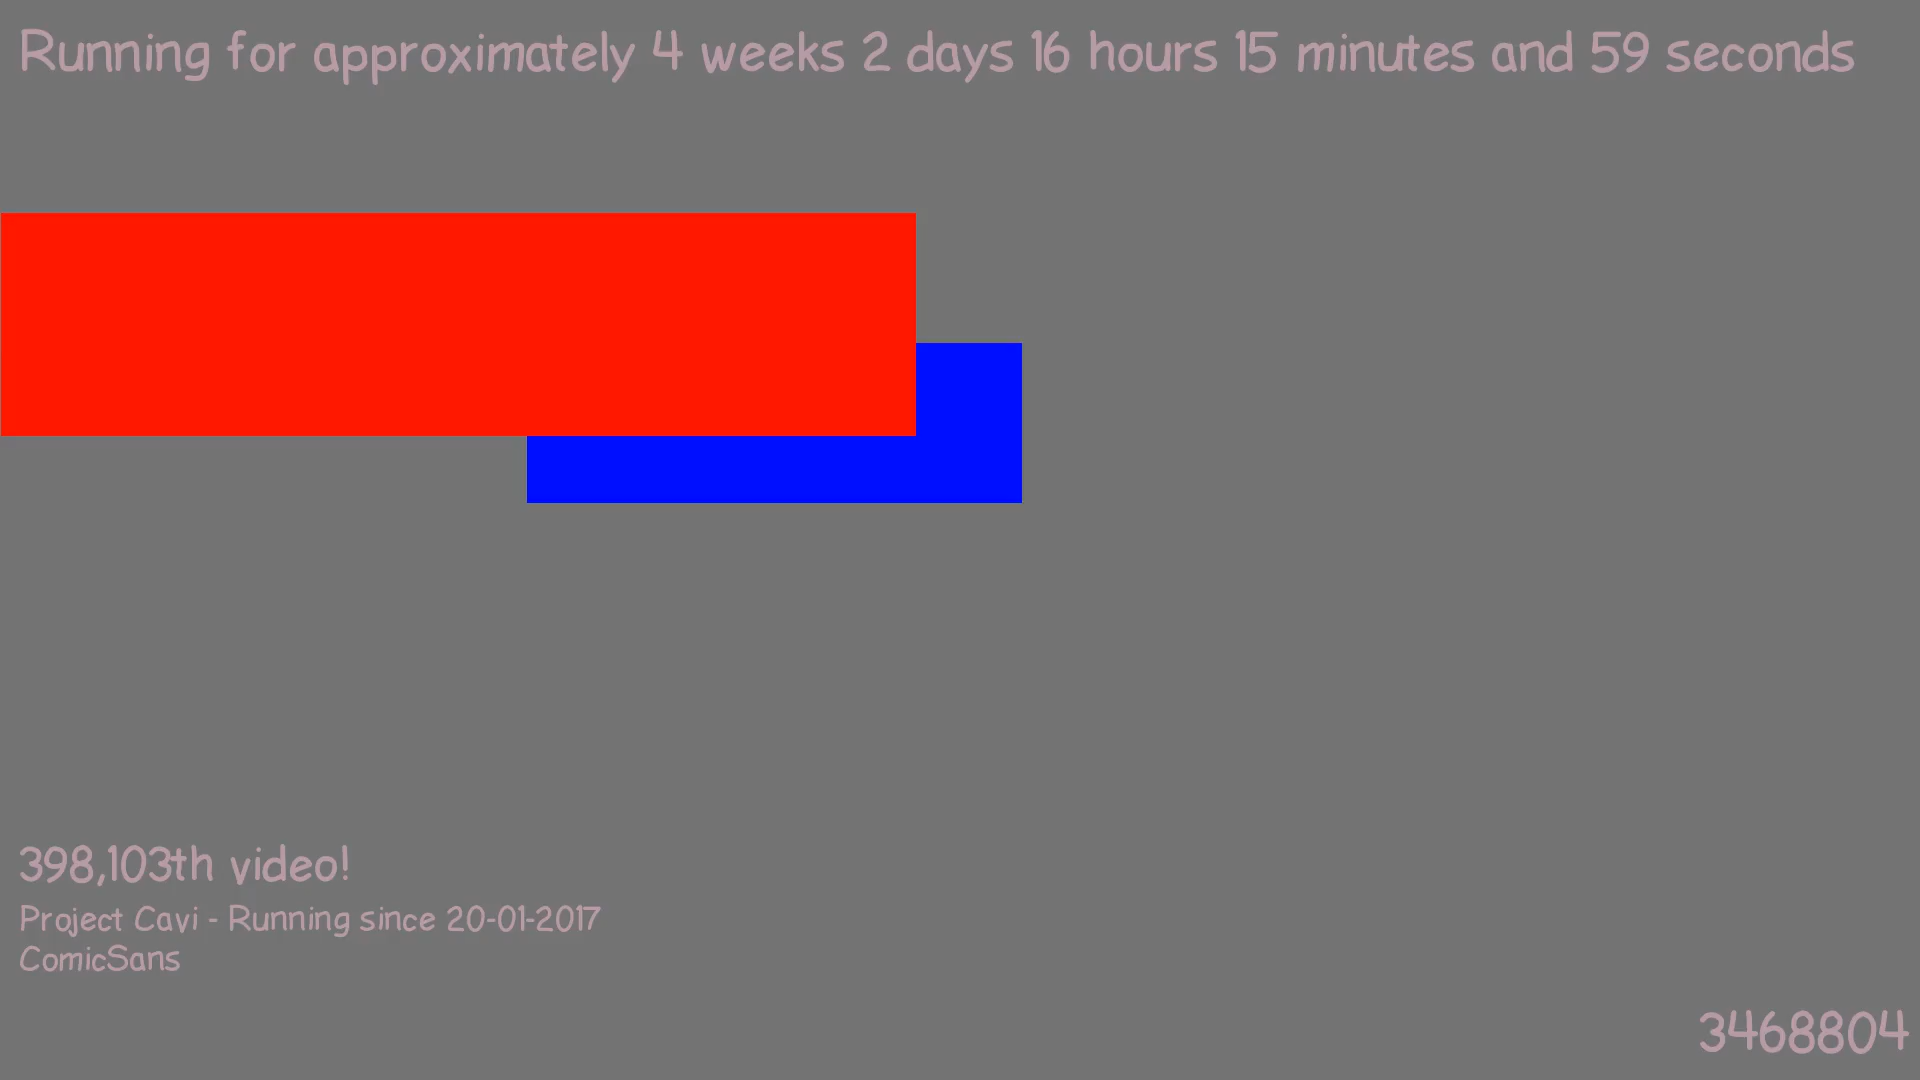 Running for approximately 4 weeks 2 days 16 hours 15 minutes and 59 seconds
398,103th video!
Project Cavi - Running since 20-01-2017
ComicSans
3468804